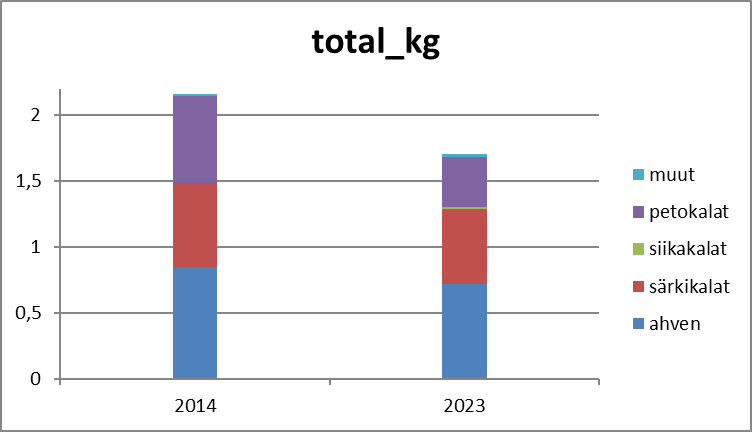 total_kg
2
1,5
1
0,5
0
2014
2023
muut
petokalat
siikakalat
särkikalat
ahven